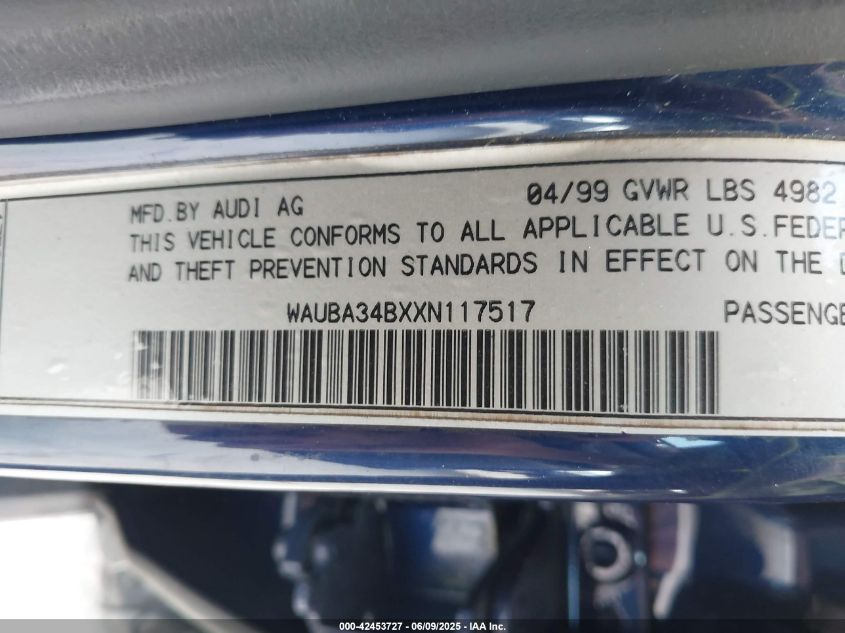 04/99 GVWR LBS 4982
MFD.BY AUDI AG
THIS VEHICLE CONFORMS TO ALL APPLICABLE U.S.FEDER
AND THEFT PREVENTION STANDARDS IN EFFECT ON THE D
WAUBA34BXXN117517
PASSENGE
000-42453727 - 06/09/2025 - IAA Inc.